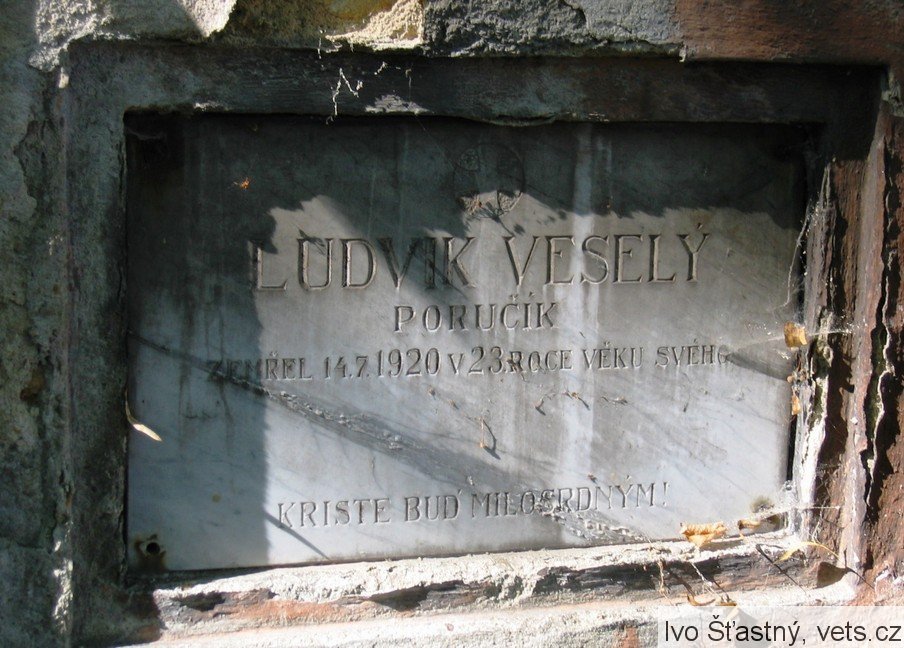 LUDVIK VESELÝ
PORUČÍK
ZEMŘEL 14.7.1920 V 23.ROCE VĚKU SVÉHO.
KRISTE BUĎ MILOSRDNÝM!
Ivo Šťastný, vets.cz